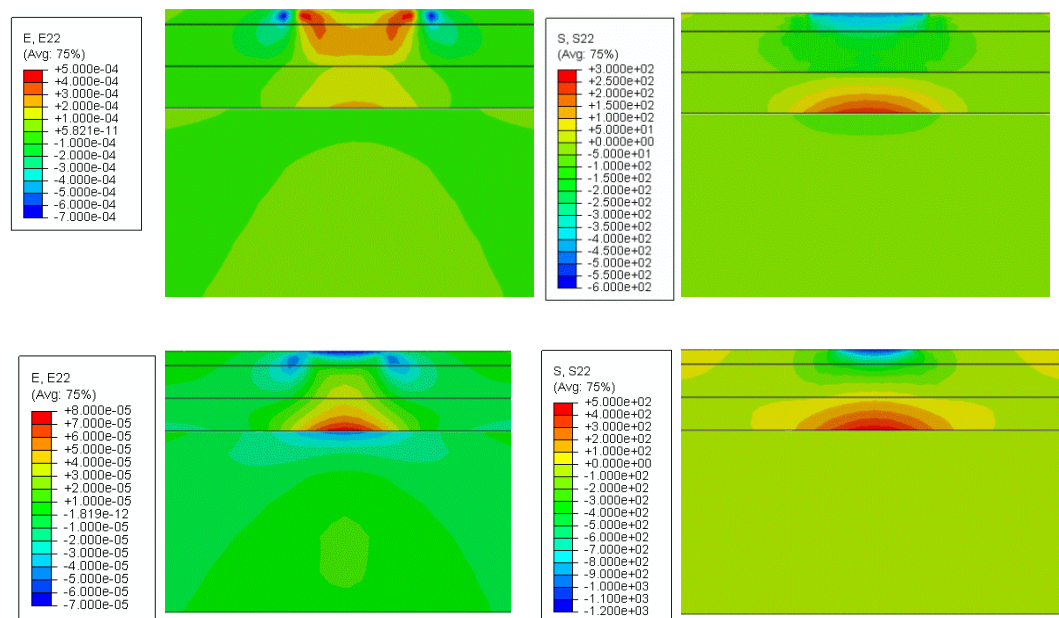 E, E22
(Avg: 75%)
+5.000e-04
+4.000e-04
+3.000e-04
+2.000e-04
+1.000e-04
+5.821e-11
-1.000e-04
-2.000e-04
-3.000e-04
-4.000e-04
-5.000e-04
-6.000e-04
-7.000e-04
S, S22
(Avg: 75%)
+3.000e+02
+2.500e+02
+2.000e+02
+1.500e+02
+1.000e+02
+5.000e+01
+0.000e+00
-5.000e+01
-1.000e+02
-1.500e+02
-2.000e+02
-2.500e+02
-3.000e+02
-3.500e+02
-4.000e+02
-4.500e+02
-5.000e+02
-5.500e+02
-6.000e+02
E, E22
(Avg: 75%)
+8.000e-05
+7.000e-05
+6.000e-05
+5.000e-05
+4.000e-05
+3.000e-05
+2.000e-05
+1.000e-05
-1.819e-12
-1.000e-05
-2.000e-05
-3.000e-05
-4.000e-05
-5.000e-05
-6.000e-05
-7.000e-05
S, S22
(Avg: 75%)
+5.000e+02
+4.000e+02
+3.000e+02
+2.000e+02
+1.000e+02
+0.000e+00
-1.000e+02
-2.000e+02
-3.000e+02
-4.000e+02
-5.000e+02
-6.000e+02
-7.000e+02
-8.000e+02
-9.000e+02
-1.000e+03
-1.100e+03
-1.200e+03